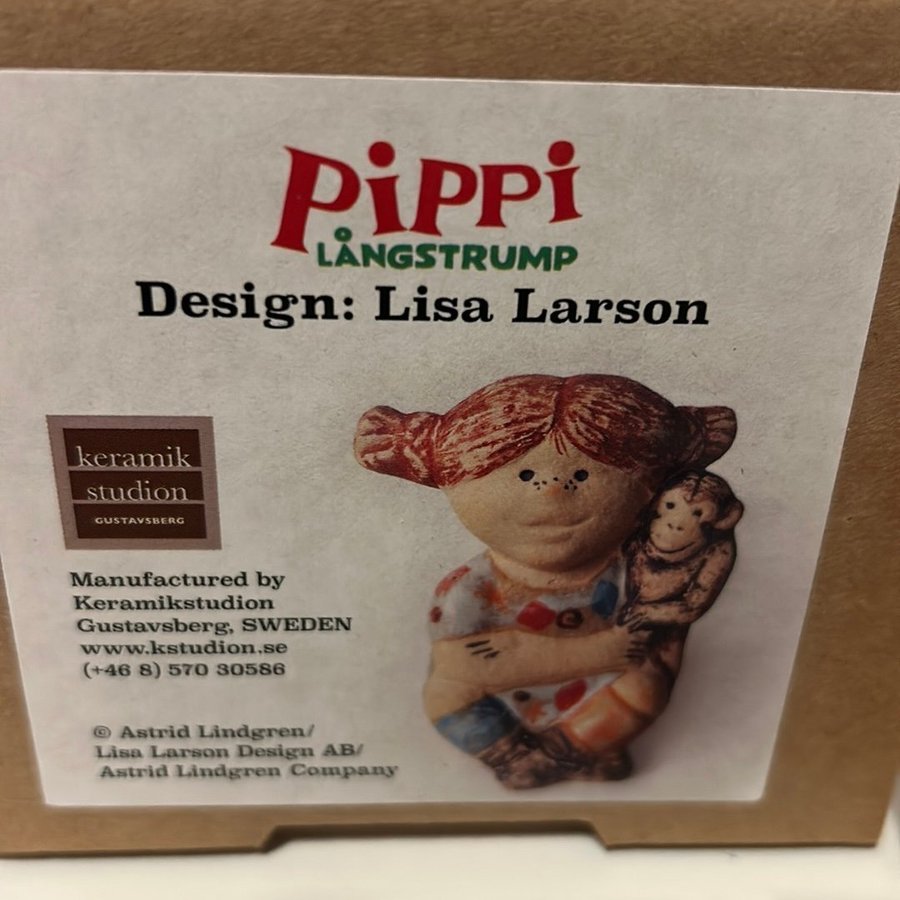 PiPPi
LÅNGSTRUMP
Design: Lisa Larson
keramik
studion
GUSTAVSBERG
Manufactured by
Keramikstudion
Gustavsberg, SWEDEN
www.kstudion.se
(+46 8) 570 30586
© Astrid Lindgren/
Lisa Larson Design AB/
Astrid Lindgren Company